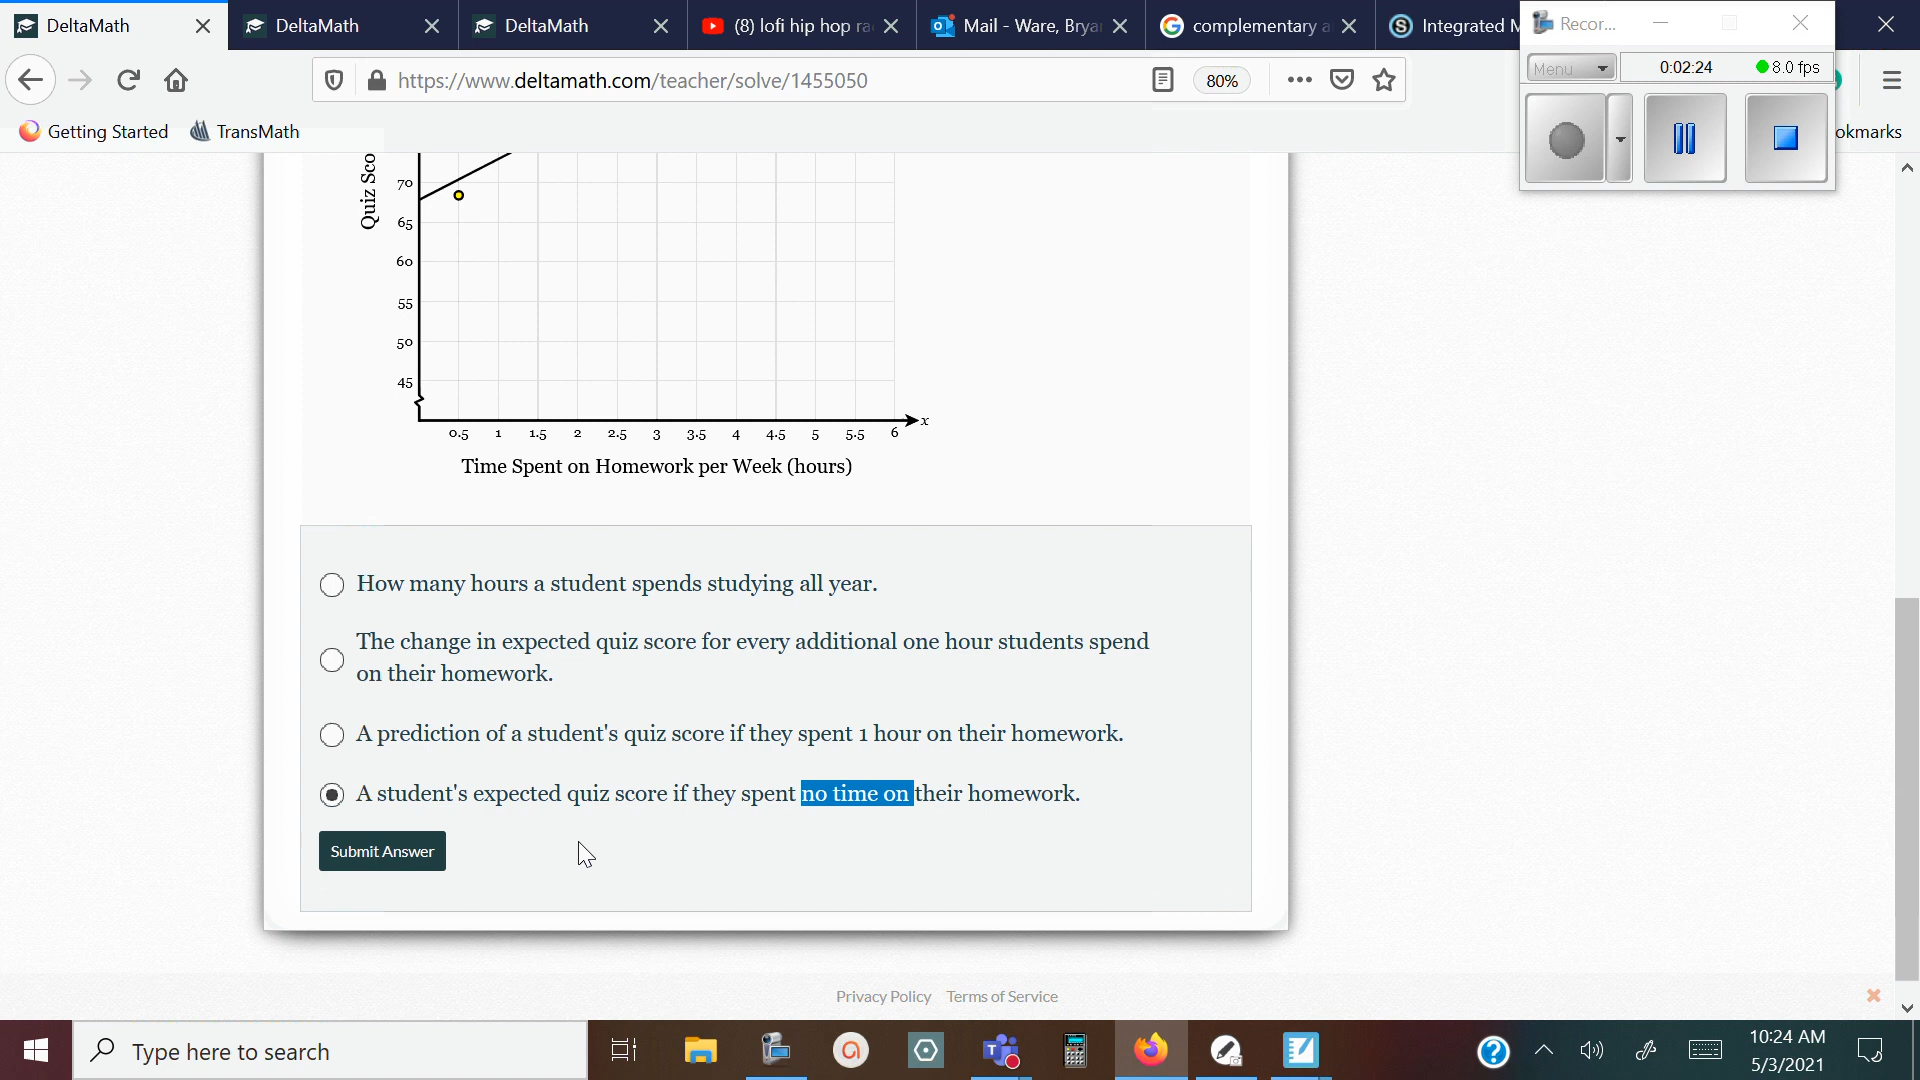 DeltaMath
DeltaMath
DeltaMath
(8) lofi hip hop ra
Mail - Ware, Brya
complementary a
Integrated M
Recor...
Menu
0:02:24
8.0 fps
https://www.deltamath.com/teacher/solve/1455050
80%
Getting Started
TransMath
okmarks
Quiz Sco
70
65
60
55
50
45
0.5 1 1.5 2 2.5 3 3.5 4 4.5 5 5.5 6 x
Time Spent on Homework per Week (hours)
How many hours a student spends studying all year.
The change in expected quiz score for every additional one hour students spend
on their homework.
A prediction of a student's quiz score if they spent 1 hour on their homework.
A student's expected quiz score if they spent no time on their homework.
Submit Answer
Privacy Policy Terms of Service
Type here to search
10:24 AM
5/3/2021